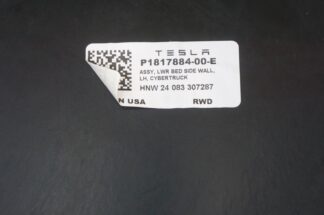 TESLA
P1817884-00-E
ASSY, LWR BED SIDE WALL,
LH, CYBERTRUCK
HNW 24 083 307287
N USA RWD